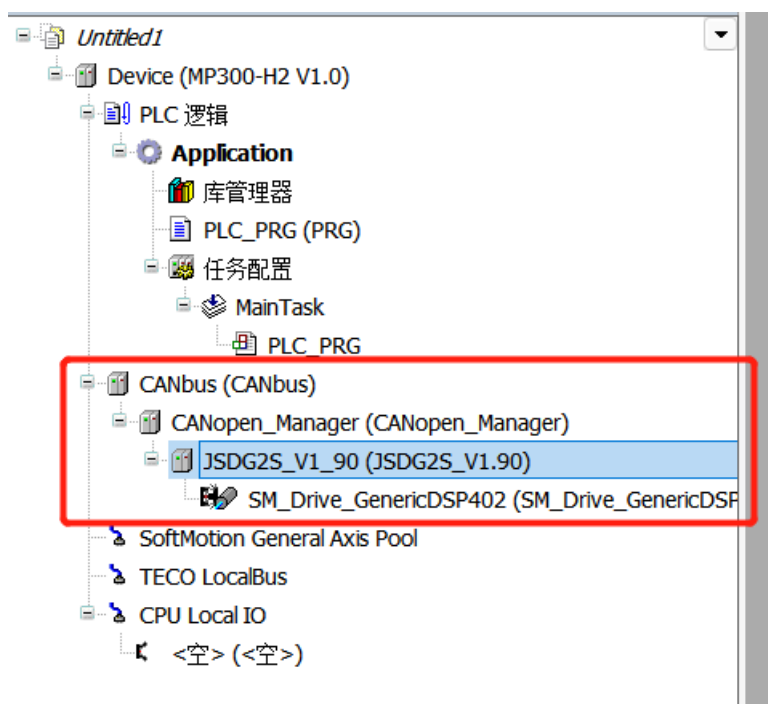 Untitled1
Device (MP300-H2 V1.0)
PLC 逻辑
Application
库管理器
PLC_PRG (PRG)
任务配置
MainTask
PLC_PRG
CANbus (CANbus)
CANopen_Manager (CANopen_Manager)
JSDG2S_V1_90 (JSDG2S_V1.90)
SM_Drive_GenericDSP402 (SM_Drive_GenericDSP
SoftMotion General Axis Pool
TECO LocalBus
CPU Local IO
<空> (<空>)